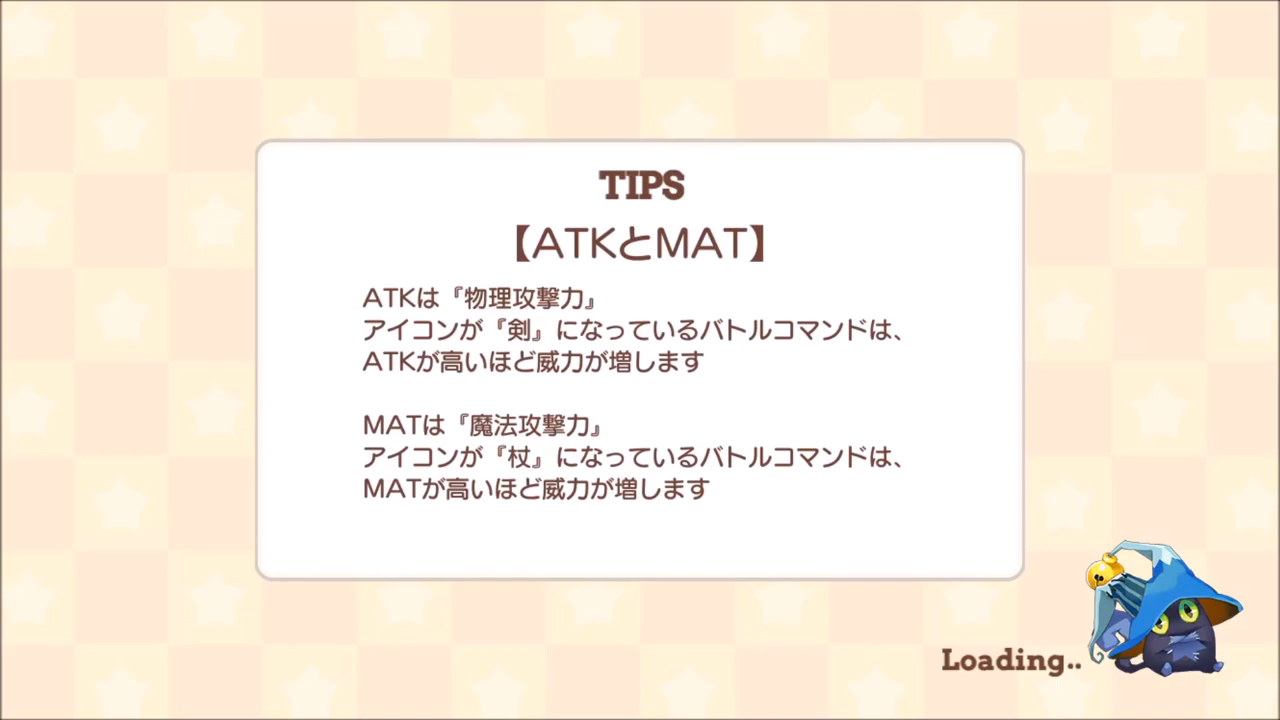 TIPS
【ATKとMAT】
ATKは『物理攻撃力』
アイコンが『剣』になっているバトルコマンドは、
ATKが高いほど威力が増します
MATは『魔法攻撃力』
アイコンが『杖』になっているバトルコマンドは、
MATが高いほど威力が増します
Loading..